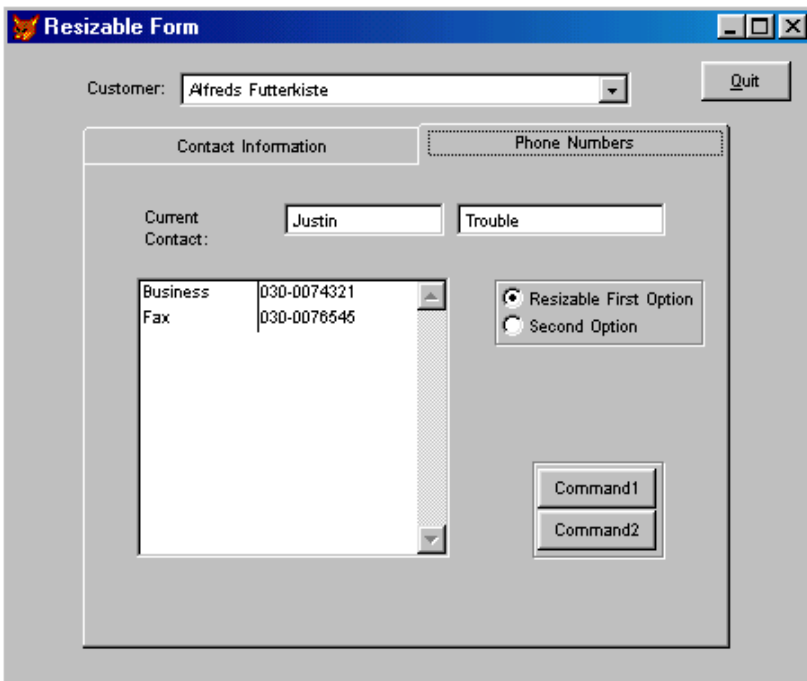 Resizable Form
Customer: Alfreds Futterkiste
Quit
Contact Information
Phone Numbers
Current Contact:
Justin
Trouble
Business 030-0074321
Fax 030-0076545
Resizable First Option
Second Option
Command1
Command2